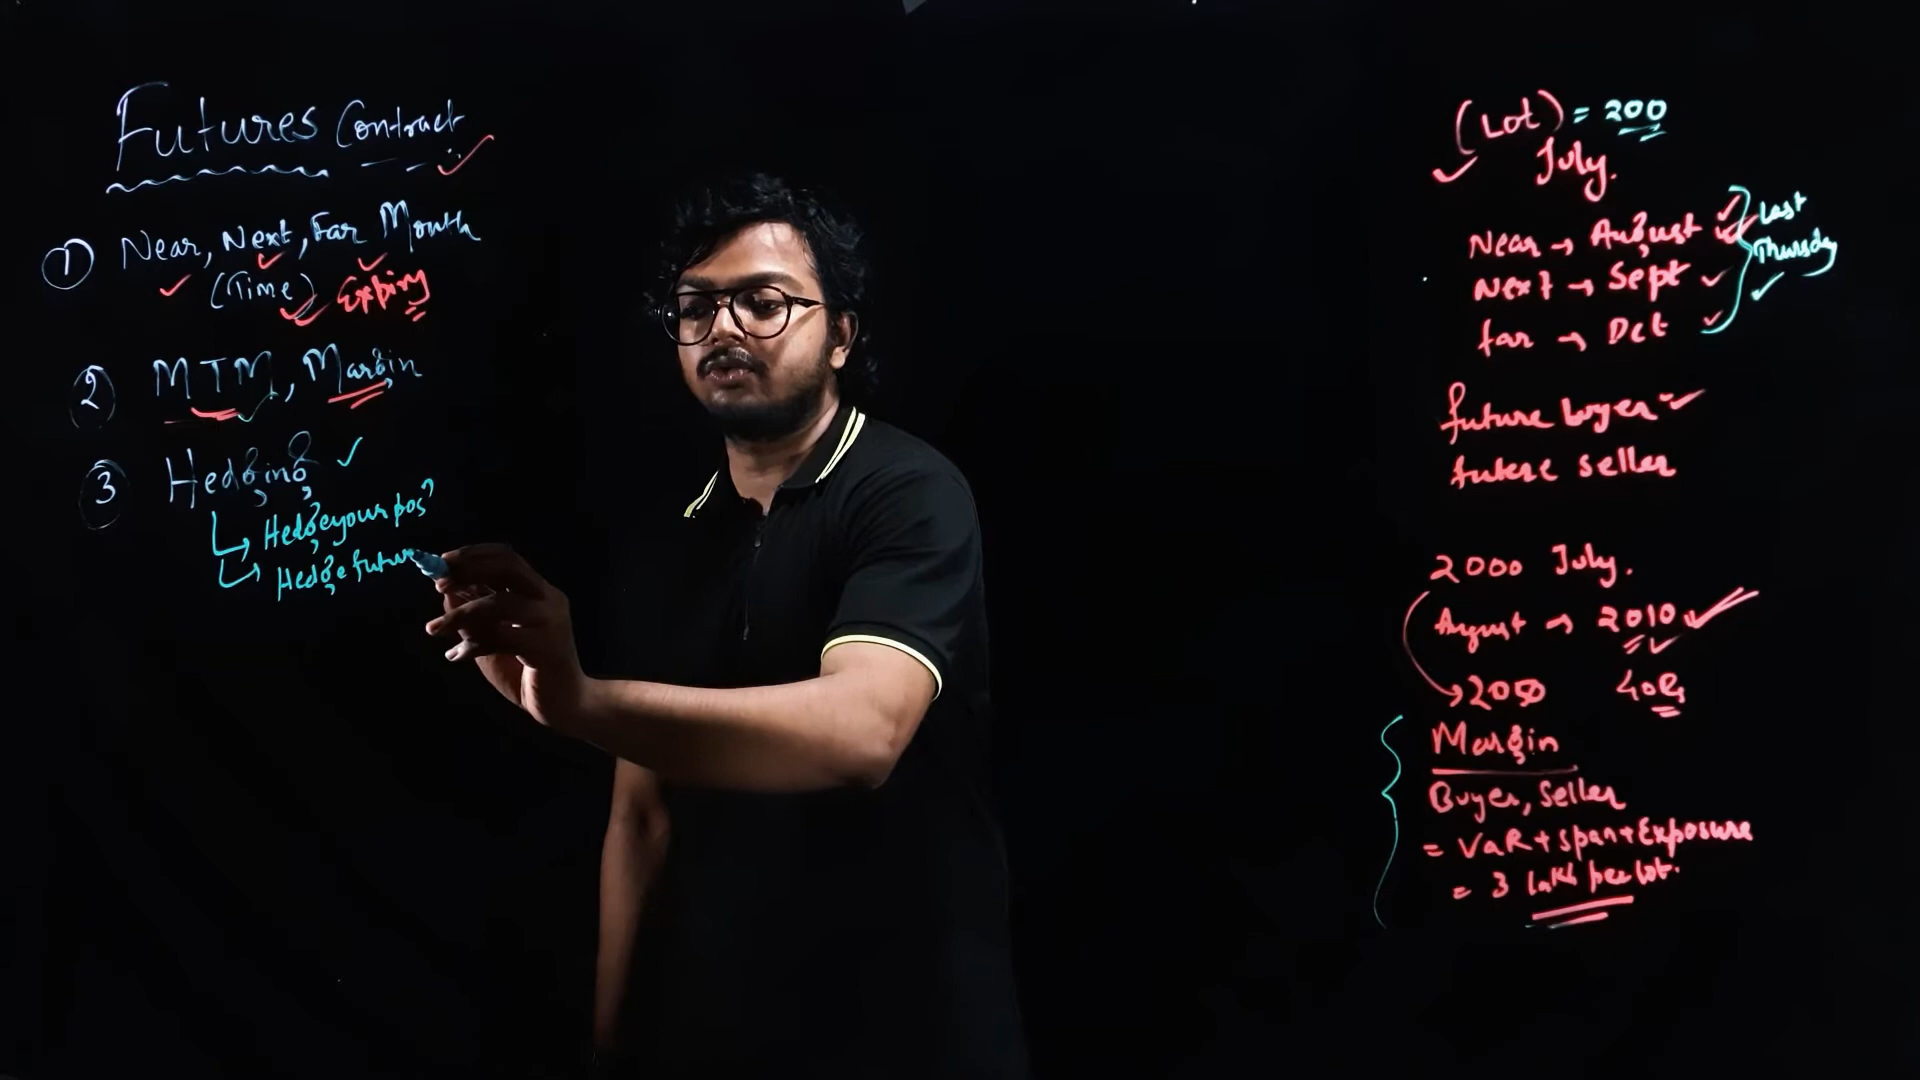 Futures Contract
① Near, Next, Far Month
(Time) Expiry
② MTM, Margin
③ Hedging
Hedge your pos?
Hedge future
(Lot) = 200
July.
Near → August
Next → Sept
far → Oct
Last
Thursday
future buyer
future seller
2000 July.
August → 2010
Margin
Buyer, Seller
= VaR + Span + Exposure
= 3 lakh per lot.